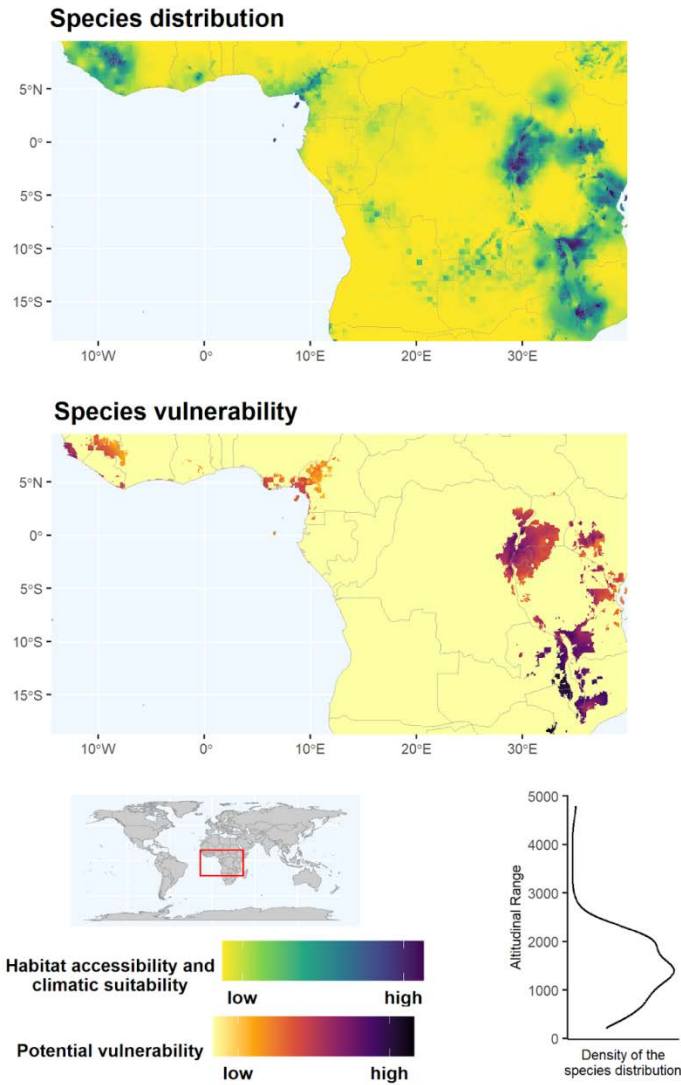 Species distribution
5°N
0°
5°S
10°S
15°S
10°W 0° 10°E 20°E 30°E
Species vulnerability
5°N
0°
5°S
10°S
15°S
10°W 0° 10°E 20°E 30°E
Habitat accessibility and
climatic suitability
low high
Potential vulnerability
low high
Altitudinal Range
5000
4000
3000
2000
1000
0
Density of the
species distribution